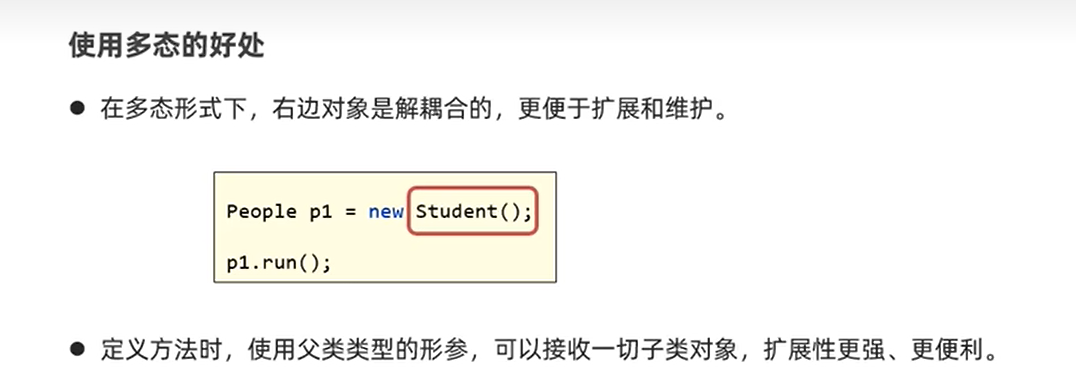 使用多态的好处
● 在多态形式下，右边对象是解耦合的，更便于扩展和维护。
People p1 = new Student();
p1.run();
● 定义方法时，使用父类类型的形参，可以接收一切子类对象，扩展性更强、更便利。